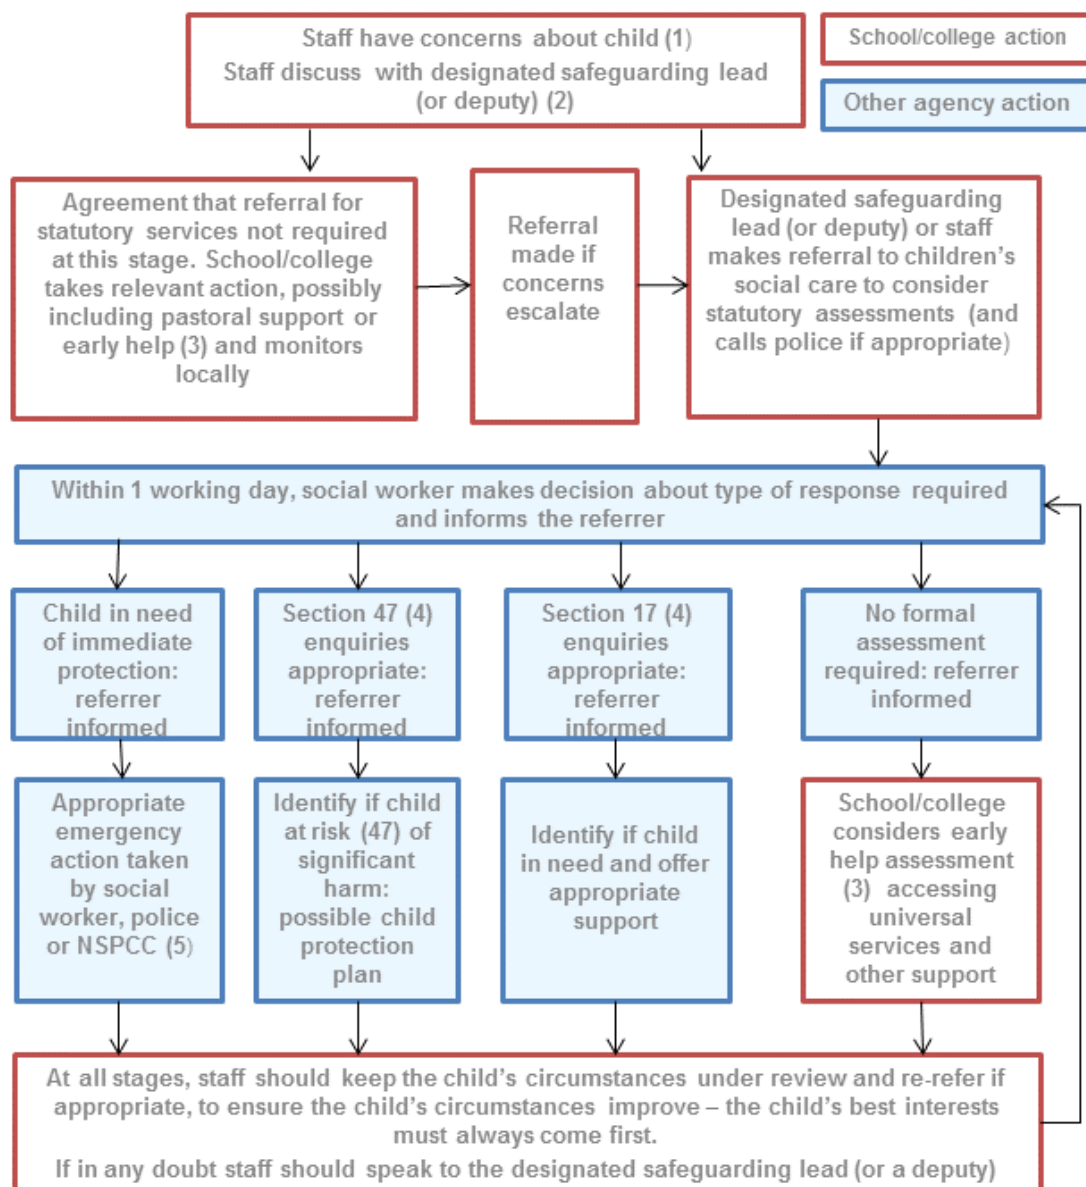 Staff have concerns about child (1)
Staff discuss with designated safeguarding lead
(or deputy) (2)
School/college action
Other agency action
Agreement that referral for
statutory services not required
at this stage. School/college
takes relevant action, possibly
including pastoral support or
early help (3) and monitors
locally
Referral
made if
concerns
escalate
Designated safeguarding
lead (or deputy) or staff
makes referral to children's
social care to consider
statutory assessments (and
calls police if appropriate)
Within 1 working day, social worker makes decision about type of response required
and informs the referrer
Child in need
of immediate
protection:
referrer
informed
Section 47 (4)
enquiries
appropriate:
referrer
informed
Section 17 (4)
enquiries
appropriate:
referrer
informed
No formal
assessment
required: referrer
informed
Appropriate
emergency
action taken
by social
worker, police
or NSPCC (5)
Identify if child
at risk (47) of
significant
harm:
possible child
protection
plan
Identify if child
in need and offer
appropriate
support
School/college
considers early
help assessment
(3) accessing
universal
services and
other support
At all stages, staff should keep the child's circumstances under review and re-refer if
appropriate, to ensure the child's circumstances improve – the child's best interests
must always come first.
If in any doubt staff should speak to the designated safeguarding lead (or a deputy)